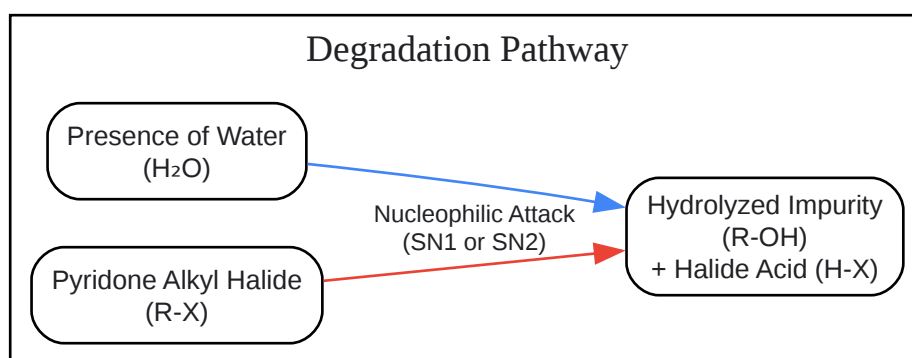 Degradation Pathway
Presence of Water
(H₂O)
Nucleophilic Attack
(SN1 or SN2)
Pyridone Alkyl Halide
(R-X)
Hydrolyzed Impurity
(R-OH)
+ Halide Acid (H-X)